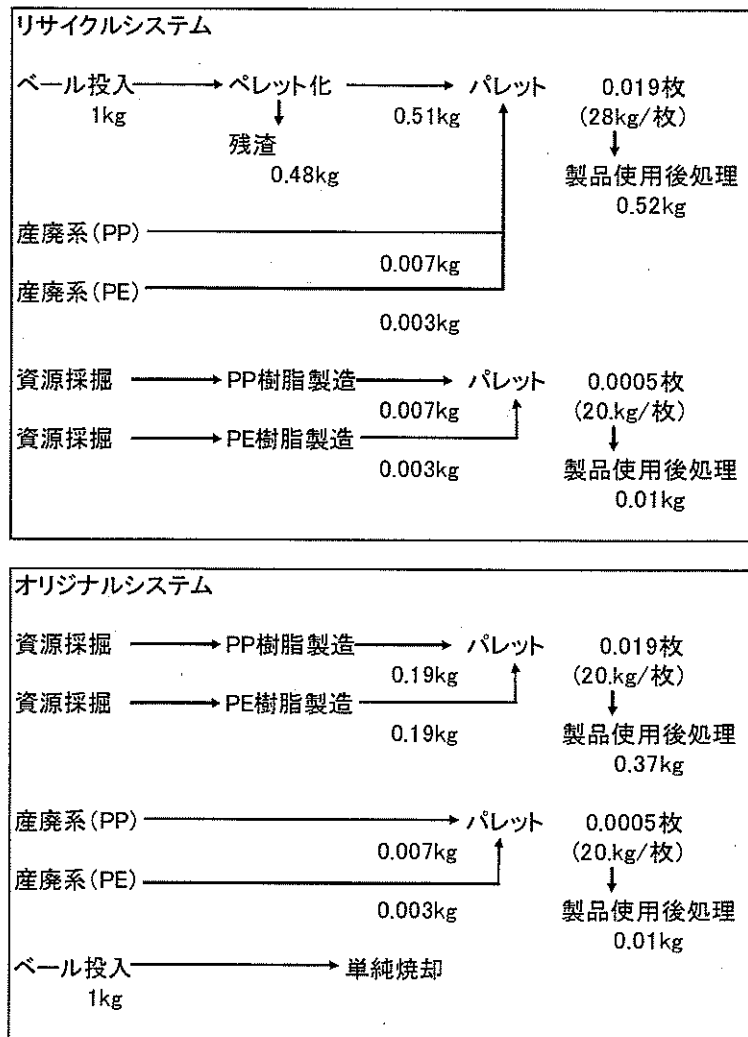 リサイクルシステム
ベール投入 ペレット化 パレット 0.019枚
1kg 0.51kg (28kg/枚)
残渣
0.48kg 製品使用後処理
0.52kg
産廃系(PP)
0.007kg
産廃系(PE)
0.003kg
資源採掘 PP樹脂製造 パレット 0.0005枚
0.007kg (20.kg/枚)
資源採掘 PE樹脂製造
0.003kg 製品使用後処理
0.01kg
オリジナルシステム
資源採掘 PP樹脂製造 パレット 0.019枚
0.19kg (20.kg/枚)
資源採掘 PE樹脂製造
0.19kg 製品使用後処理
0.37kg
産廃系(PP) パレット 0.0005枚
0.007kg (20.kg/枚)
産廃系(PE)
0.003kg 製品使用後処理
0.01kg
ベール投入 単純焼却
1kg